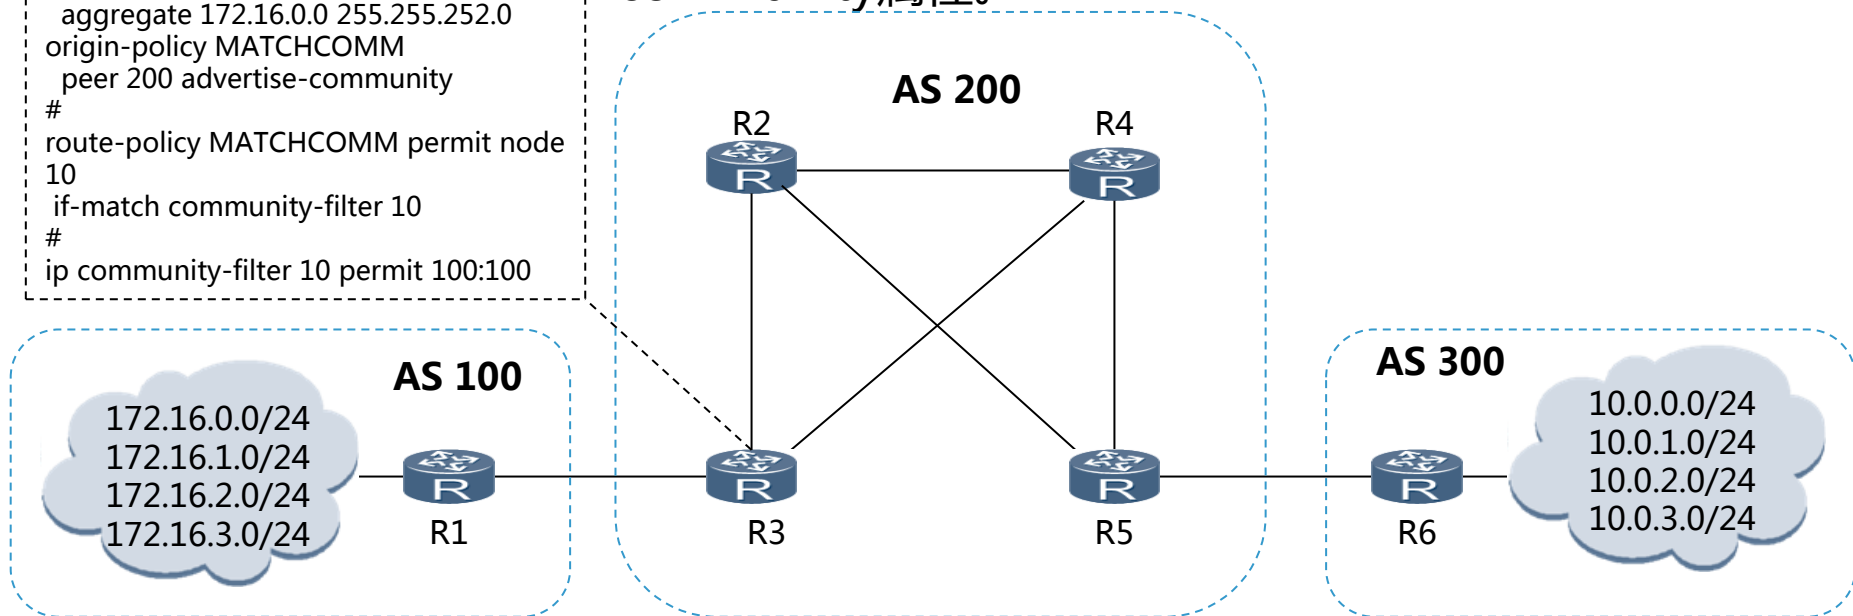 aggregate 172.16.0.0 255.255.252.0
origin-policy MATCHCOMM
peer 200 advertise-community
#
route-policy MATCHCOMM permit node
10
if-match community-filter 10
#
ip community-filter 10 permit 100:100
AS 200
R2
R4
R3
R5
AS 100
172.16.0.0/24
172.16.1.0/24
172.16.2.0/24
172.16.3.0/24
R
R1
R
R
R
R
AS 300
10.0.0.0/24
10.0.1.0/24
10.0.2.0/24
10.0.3.0/24
R
R6